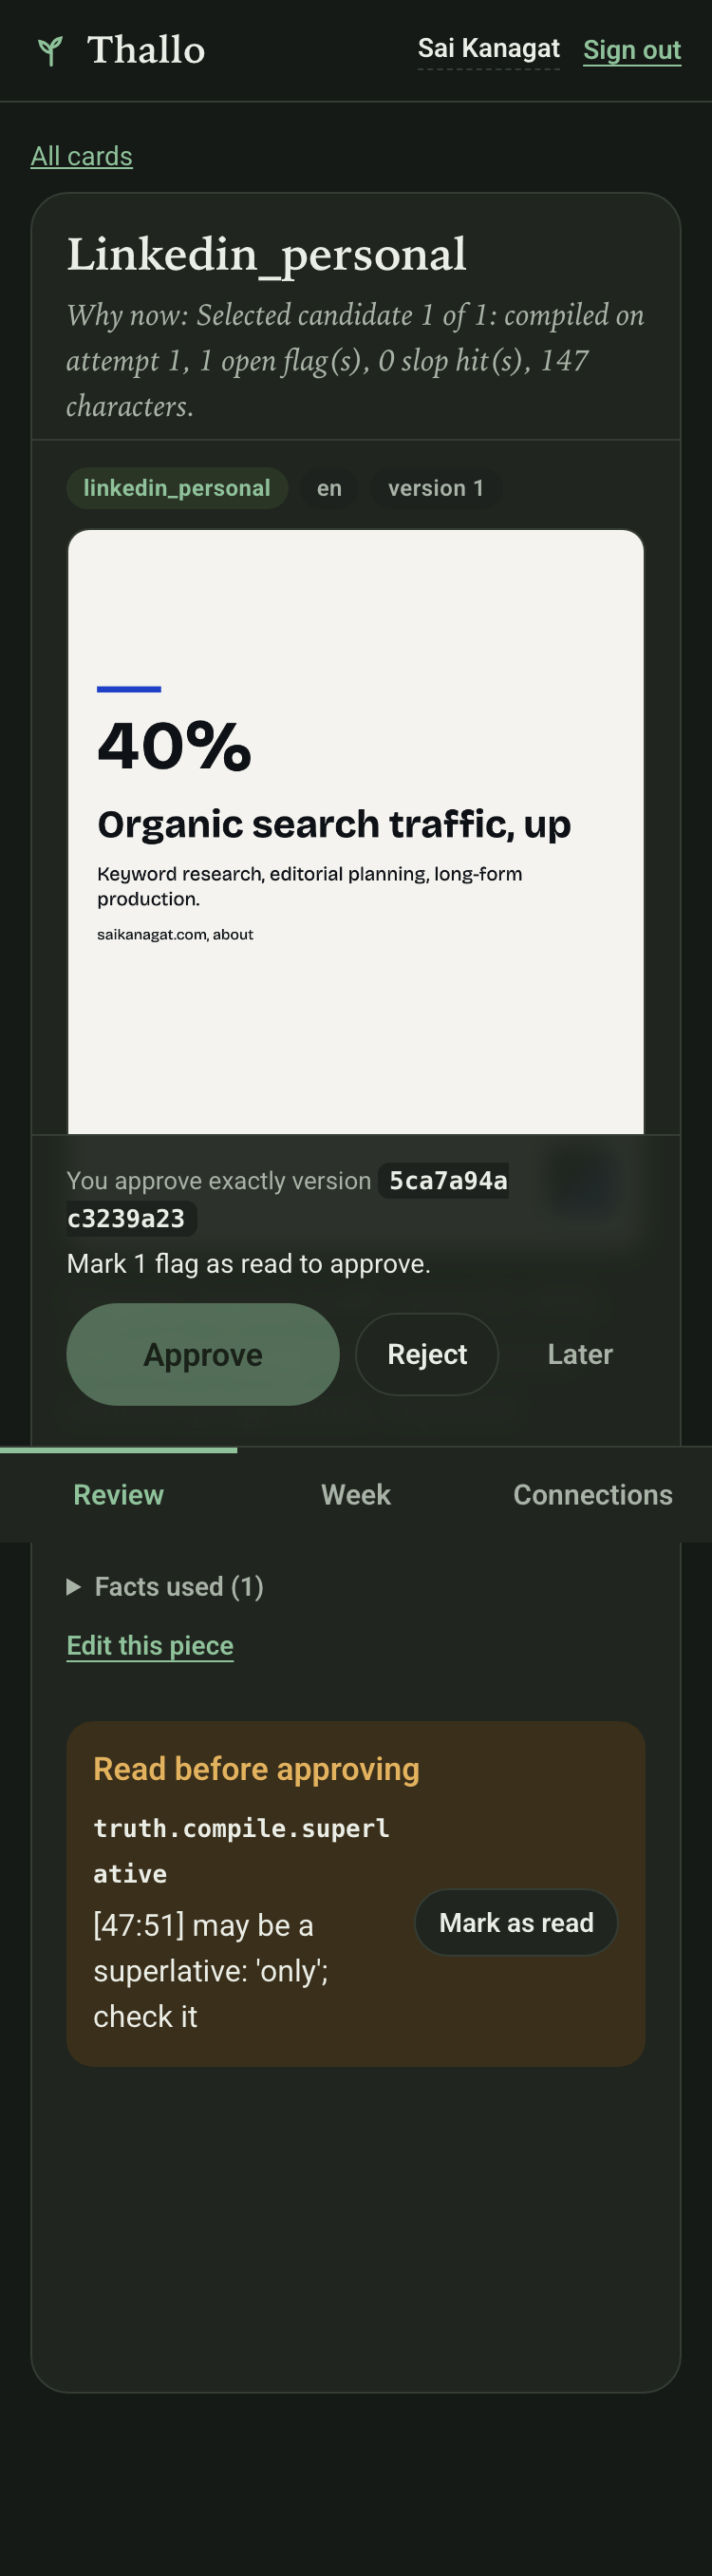 Thallo
Sai Kanagat
Sign out
All cards
Linkedin_personal
Why now: Selected candidate 1 of 1: compiled on
attempt 1, 1 open flag(s), 0 slop hit(s), 147
characters.
linkedin_personal
en
version 1
40%
Organic search traffic, up
Keyword research, editorial planning, long-form
production.
saikanagat.com, about
You approve exactly version 5ca7a94a
c3239a23
Mark 1 flag as read to approve.
Approve
Reject
Later
Review
Week
Connections
Facts used (1)
Edit this piece
Read before approving
truth.compile.superl
ative
[47:51] may be a
superlative: 'only';
check it
Mark as read